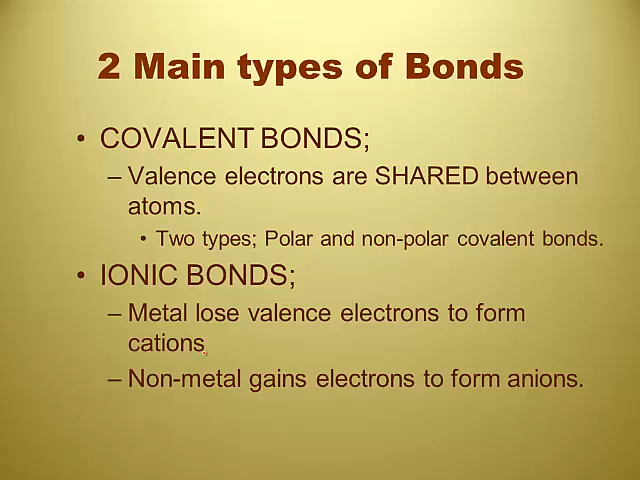 2 Main types of Bonds
• COVALENT BONDS;
– Valence electrons are SHARED between
atoms.
• Two types; Polar and non-polar covalent bonds.
• IONIC BONDS;
– Metal lose valence electrons to form
cations.
– Non-metal gains electrons to form anions.